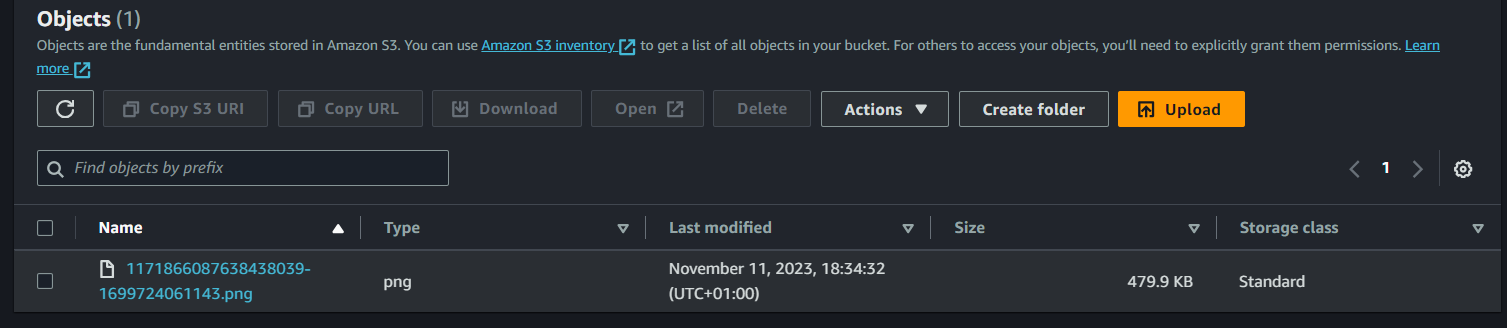 Objects (1)
Objects are the fundamental entities stored in Amazon S3. You can use Amazon S3 inventory to get a list of all objects in your bucket. For others to access your objects, you'll need to explicitly grant them permissions. Learn
more
Copy S3 URI Copy URL Download Open Delete Actions Create folder Upload
Find objects by prefix 1
Name Type Last modified Size Storage class
1171866087638438039-
1699724061143.png
png
November 11, 2023, 18:34:32
(UTC+01:00)
479.9 KB
Standard